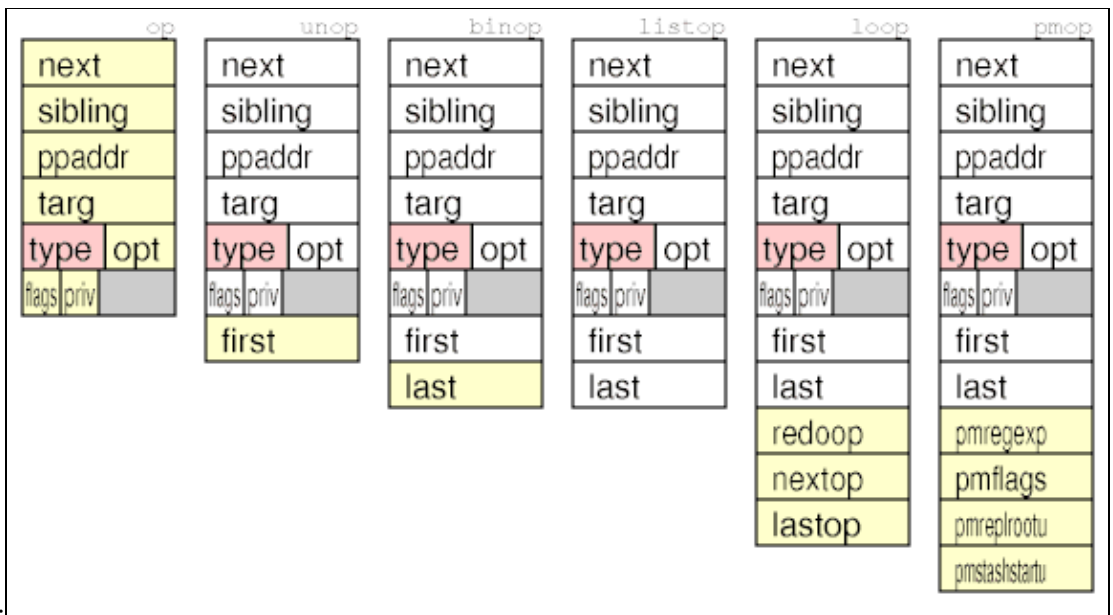 op unop binop listop loop pmop
next next next next next next
sibling sibling sibling sibling sibling sibling
ppaddr ppaddr ppaddr ppaddr ppaddr ppaddr
targ targ targ targ targ targ
type opt type opt type opt type opt type opt type opt
flags priv flags priv flags priv flags priv flags priv flags priv
first first first first first
last last last last
redoop pmregexp
nextop pmflags
lastop pmreplrootu
pmstashstartu